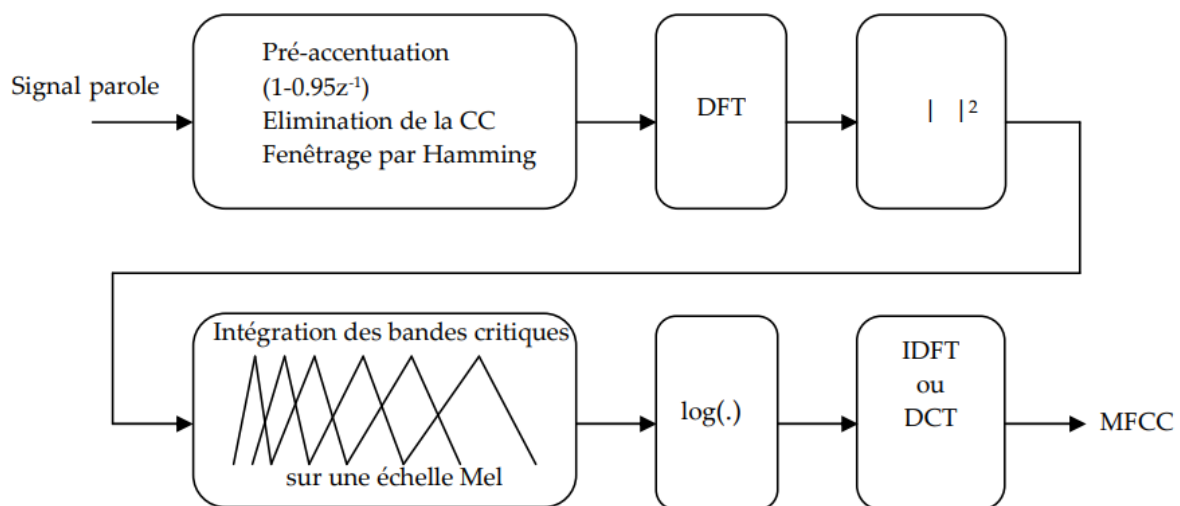 Signal parole
Pré-accentuation
(1-0.95z⁻¹)
Elimination de la CC
Fenêtrage par Hamming
DFT
| |²
Intégration des bandes critiques
sur une échelle Mel
log(.)
IDFT
ou
DCT
MFCC